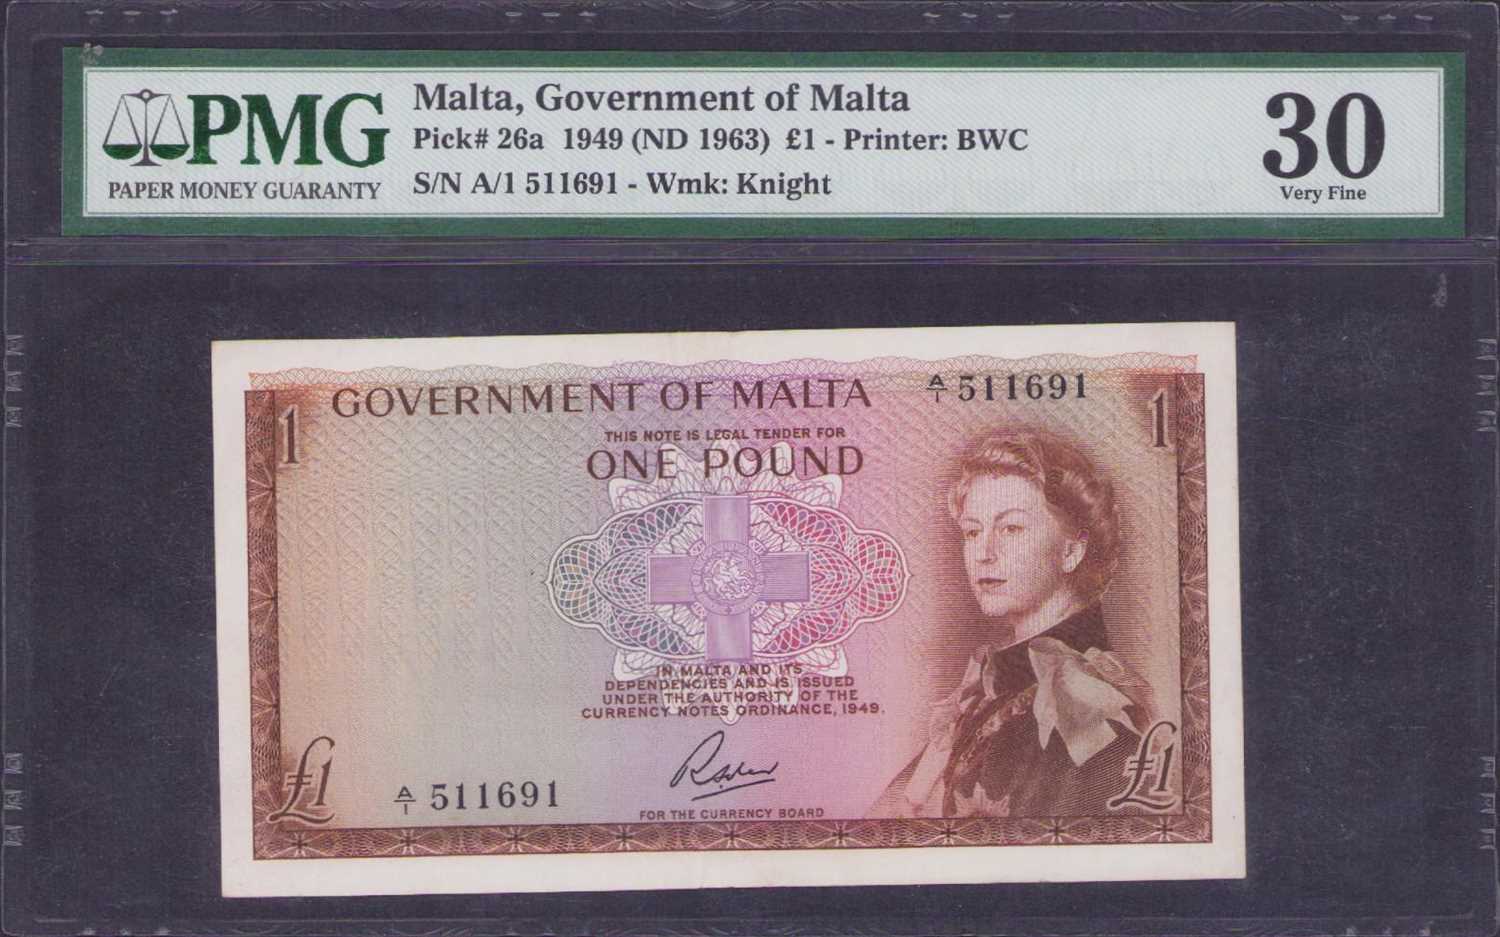 PMG
PAPER MONEY GUARANTY
Malta, Government of Malta
Pick# 26a 1949 (ND 1963) £1 - Printer: BWC
S/N A/1 511691 - Wmk: Knight
30
Very Fine
GOVERNMENT OF MALTA
A/1 511691
1
1
THIS NOTE IS LEGAL TENDER FOR
ONE POUND
IN MALTA AND ITS
DEPENDENCIES AND IS ISSUED
UNDER THE AUTHORITY OF THE
CURRENCY NOTES ORDINANCE, 1949.
£1
A/1 511691
FOR THE CURRENCY BOARD
£1